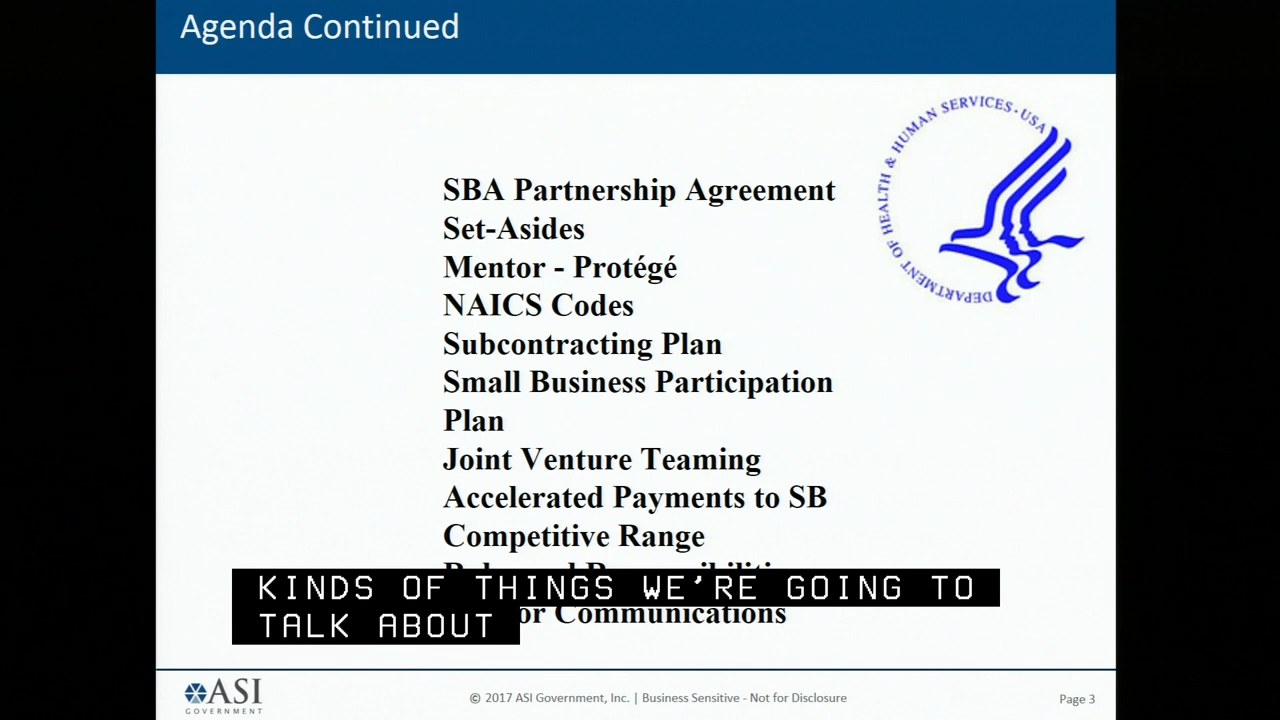 Agenda Continued
DEPARTMENT OF HEALTH & HUMAN SERVICES · USA
SBA Partnership Agreement
Set-Asides
Mentor - Protégé
NAICS Codes
Subcontracting Plan
Small Business Participation
Plan
Joint Venture Teaming
Accelerated Payments to SB
Competitive Range
KINDS OF THINGS WE'RE GOING TO
TALK ABOUT
Communications
ASI
GOVERNMENT
© 2017 ASI Government, Inc. | Business Sensitive - Not for Disclosure
Page 3